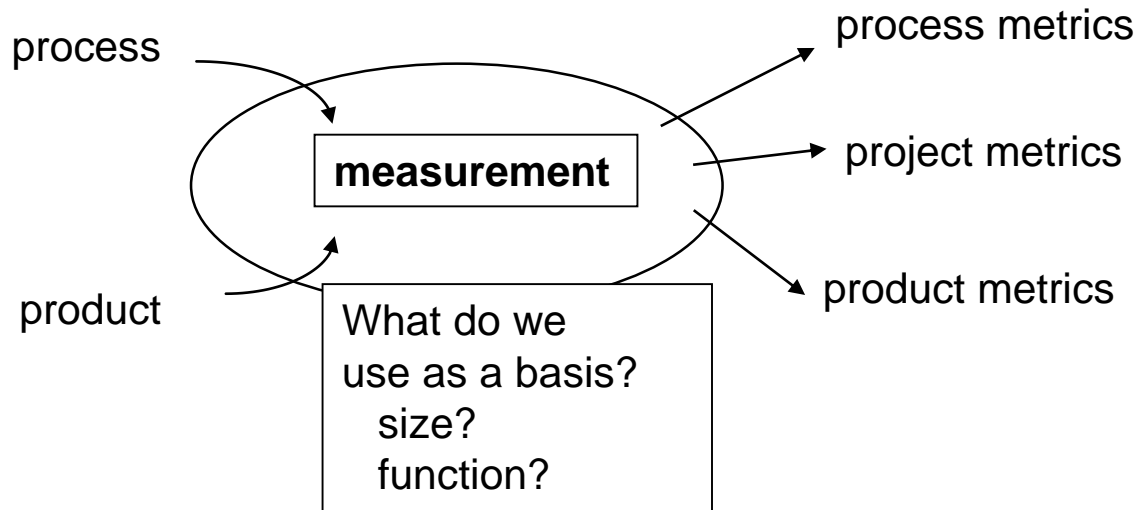 process
process metrics
measurement
project metrics
product
product metrics
What do we
use as a basis?
size?
function?